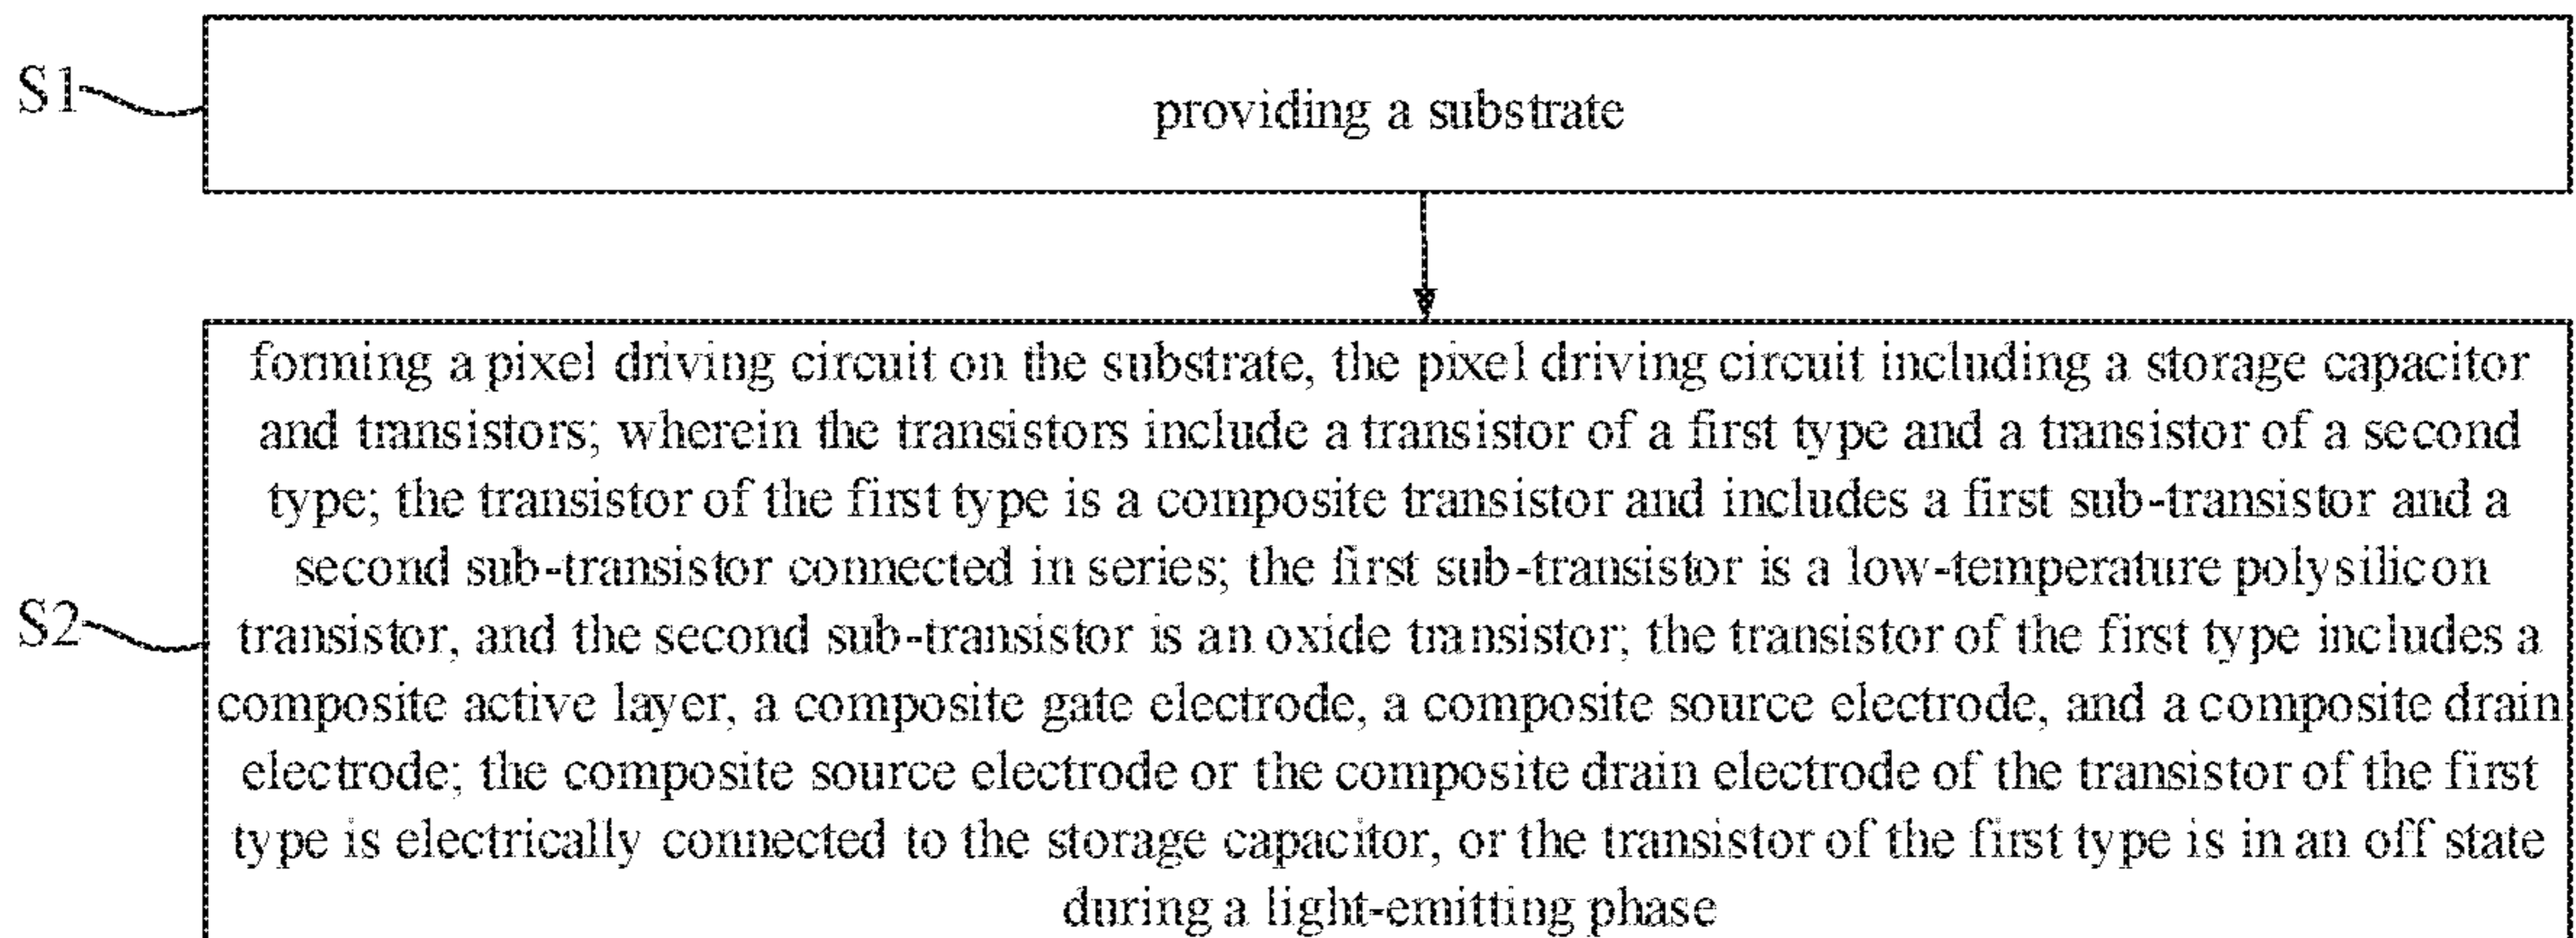 S1
providing a substrate
forming a pixel driving circuit on the substrate, the pixel driving circuit including a storage capacitor
and transistors; wherein the transistors include a transistor of a first type and a transistor of a second
type; the transistor of the first type is a composite transistor and includes a first sub-transistor and a
second sub-transistor connected in series; the first sub-transistor is a low-temperature polysilicon
S2
transistor, and the second sub-transistor is an oxide transistor; the transistor of the first type includes a
composite active layer, a composite gate electrode, a composite source electrode, and a composite drain
electrode; the composite source electrode or the composite drain electrode of the transistor of the first
type is electrically connected to the storage capacitor, or the transistor of the first type is in an off state
during a light-emitting phase